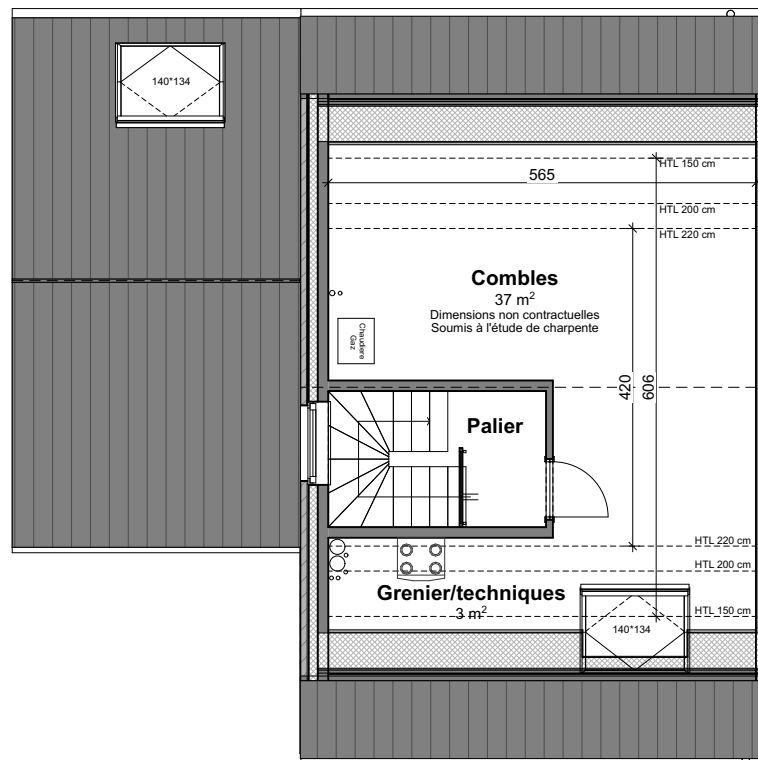 140*134
HTL 150 cm
565
HTL 200 cm
HTL 220 cm
Combles
37 m²
Dimensions non contractuelles
Soumis à l'étude de charpente
Chaudiere
Gaz
420
606
Palier
HTL 220 cm
HTL 200 cm
Grenier/techniques
3 m²
HTL 150 cm
140*134